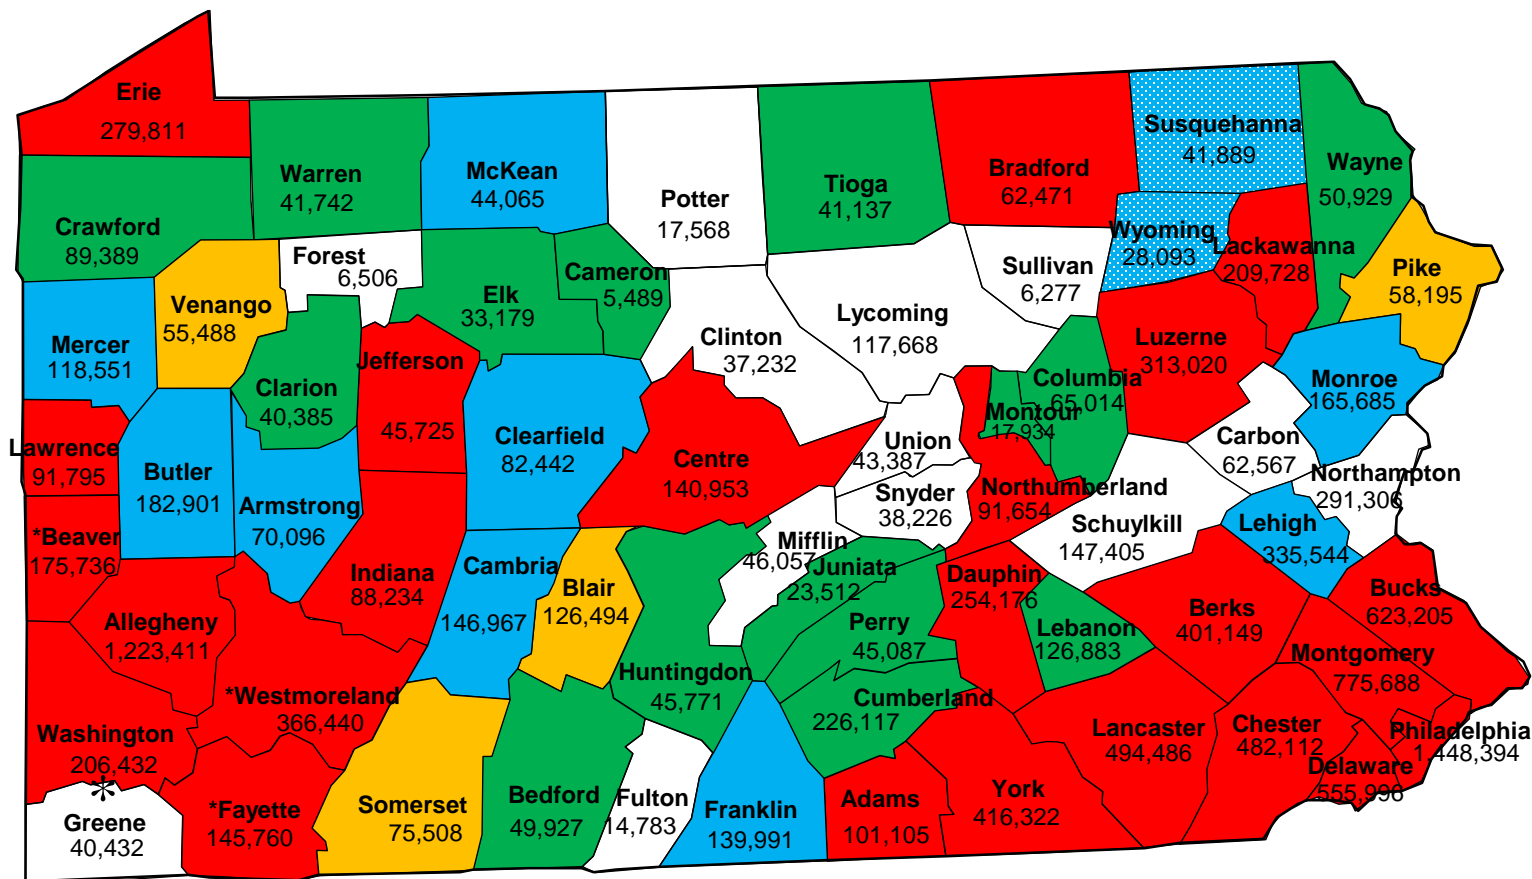 Erie
279,811
Warren
41,742
McKean
44,065
Potter
17,568
Tioga
41,137
Bradford
62,471
Susquehanna
41,889
Wayne
50,929
Crawford
89,389
Forest
6,506
Venango
55,488
Elk
33,179
Cameron
5,489
Clinton
37,232
Lycoming
117,668
Sullivan
6,277
Wyoming
28,093
Lackawanna
209,728
Pike
58,195
Mercer
118,551
Clarion
40,385
Jefferson
45,725
Clearfield
82,442
Centre
140,953
Union
43,387
Snyder
38,226
Montour
17,934
Columbia
65,014
Luzerne
313,020
Monroe
165,685
Carbon
62,567
Northampton
291,306
Lawrence
91,795
Butler
182,901
Armstrong
70,096
*Beaver
175,736
Indiana
88,234
Cambria
146,967
Blair
126,494
Mifflin
46,057
Juniata
23,512
Northumberland
91,654
Schuylkill
147,405
Lehigh
335,544
Allegheny
1,223,411
*Westmoreland
366,440
Huntingdon
45,771
Perry
45,087
Dauphin
254,176
Lebanon
126,883
Berks
401,149
Bucks
623,205
Montgomery
775,688
Washington
206,432
*
Greene
40,432
*Fayette
145,760
Somerset
75,508
Bedford
49,927
Fulton
14,783
Franklin
139,991
Cumberland
226,117
Adams
101,105
York
416,322
Lancaster
494,486
Chester
482,112
Delaware
555,996
Philadelphia
1,448,394